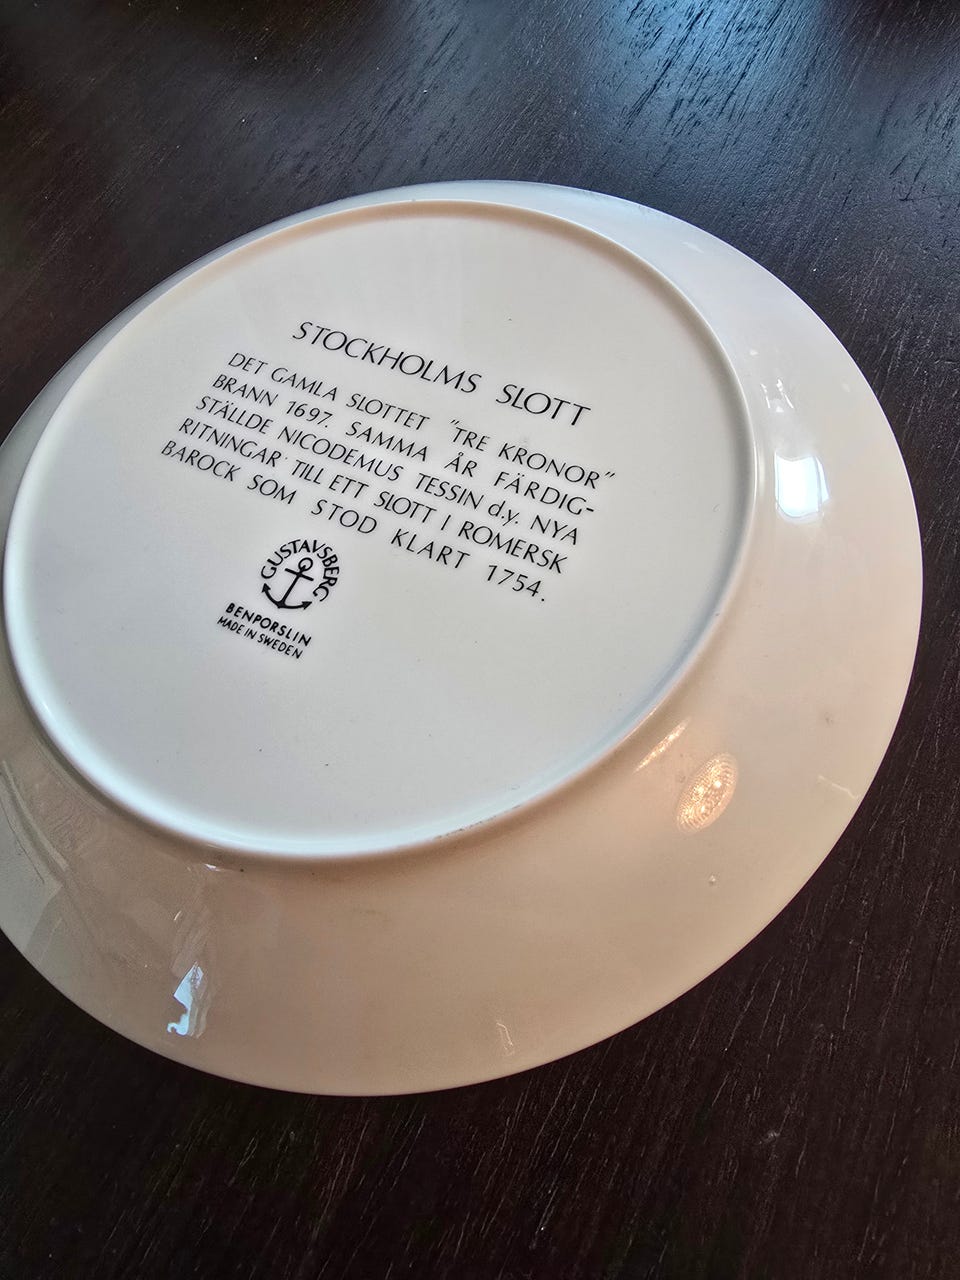 STOCKHOLMS SLOTT
DET GAMLA SLOTTET "TRE KRONOR"
BRANN 1697. SAMMA ÅR FÄRDIG-
STÄLLDE NICODEMUS TESSIN d.y. NYA
RITNINGAR TILL ETT SLOTT I ROMERSK
BAROCK SOM STOD KLART 1754.
GUSTAVSBERG
BENPORSLIN
MADE IN SWEDEN